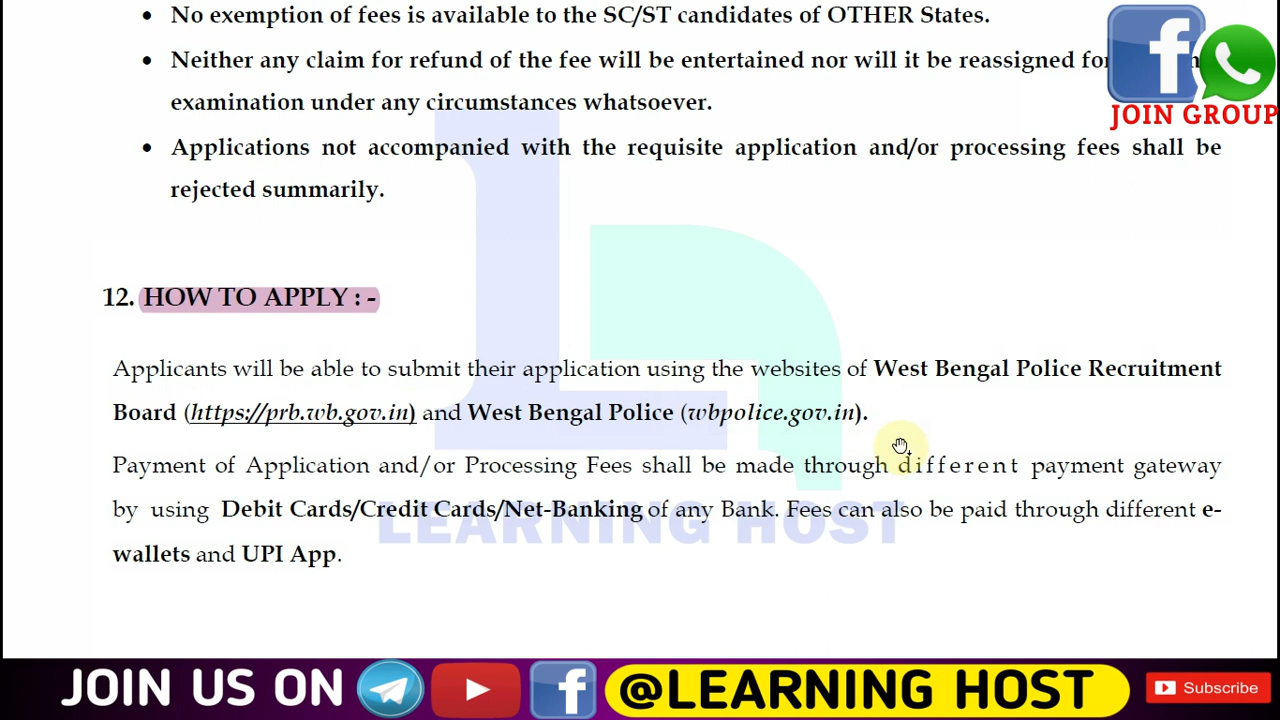 • No exemption of fees is available to the SC/ST candidates of OTHER States.
• Neither any claim for refund of the fee will be entertained nor will it be reassigned for
examination under any circumstances whatsoever.
• Applications not accompanied with the requisite application and/or processing fees shall be
rejected summarily.
JOIN GROUP
12. HOW TO APPLY : -
Applicants will be able to submit their application using the websites of West Bengal Police Recruitment
Board (https://prb.wb.gov.in) and West Bengal Police (wbpolice.gov.in).
Payment of Application and/or Processing Fees shall be made through different payment gateway
by using Debit Cards/Credit Cards/Net-Banking of any Bank. Fees can also be paid through different e-
wallets and UPI App.
LEARNING HOST
JOIN US ON @LEARNING HOST Subscribe